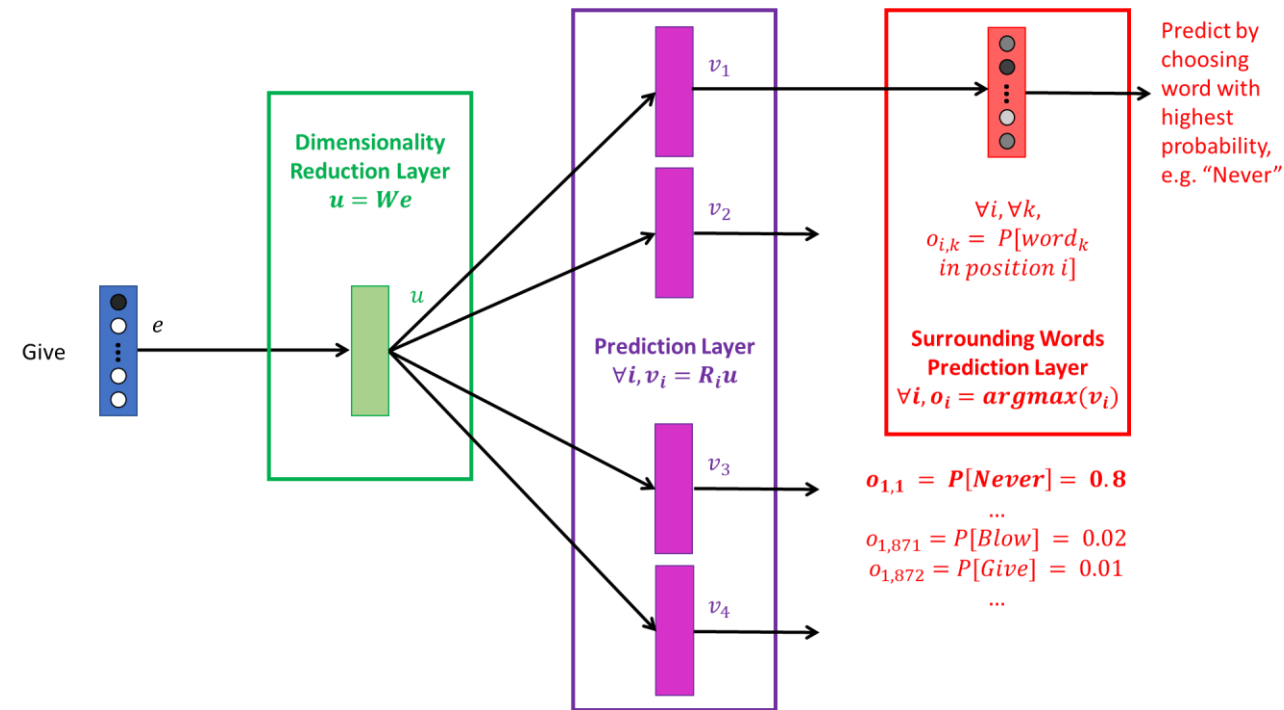 Give
e
Dimensionality
Reduction Layer
u = We
u
v₁
v₂
Prediction Layer
∀i, vᵢ = Rᵢu
v₃
v₄
∀i, ∀k,
oᵢ,ₖ = P[wordₖ
in position i]
Surrounding Words
Prediction Layer
∀i, oᵢ = argmax(vᵢ)
Predict by
choosing
word with
highest
probability,
e.g. “Never”
o₁,₁ = P[Never] = 0.8
...
o₁,₈₇₁ = P[Blow] = 0.02
o₁,₈₇₂ = P[Give] = 0.01
...